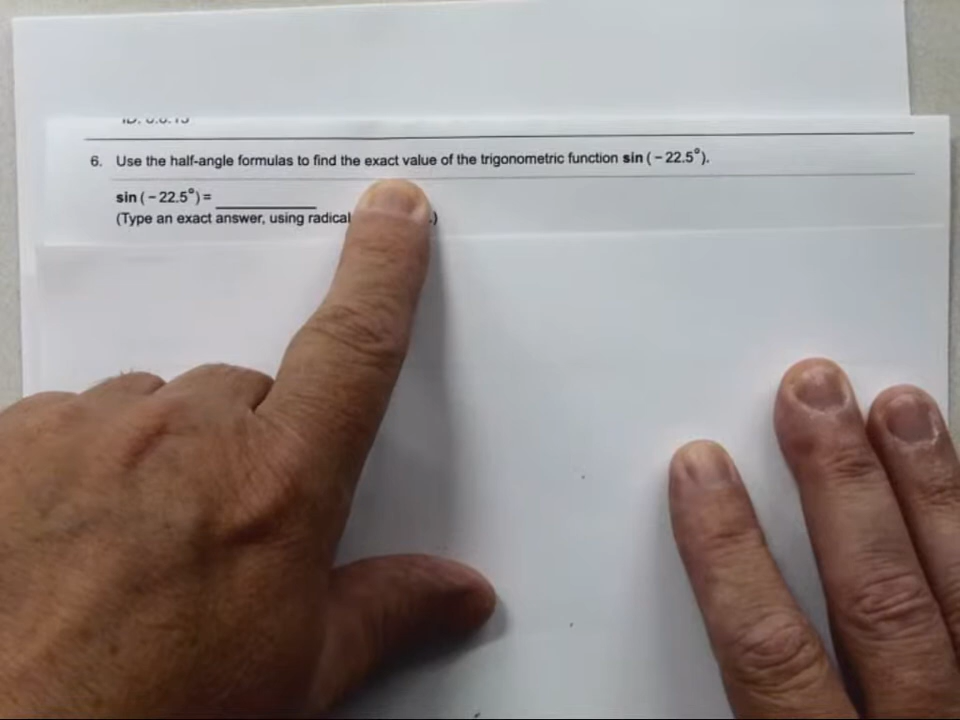 6. Use the half-angle formulas to find the exact value of the trigonometric function sin (− 22.5°).
sin (− 22.5°) =
(Type an exact answer, using radical .)